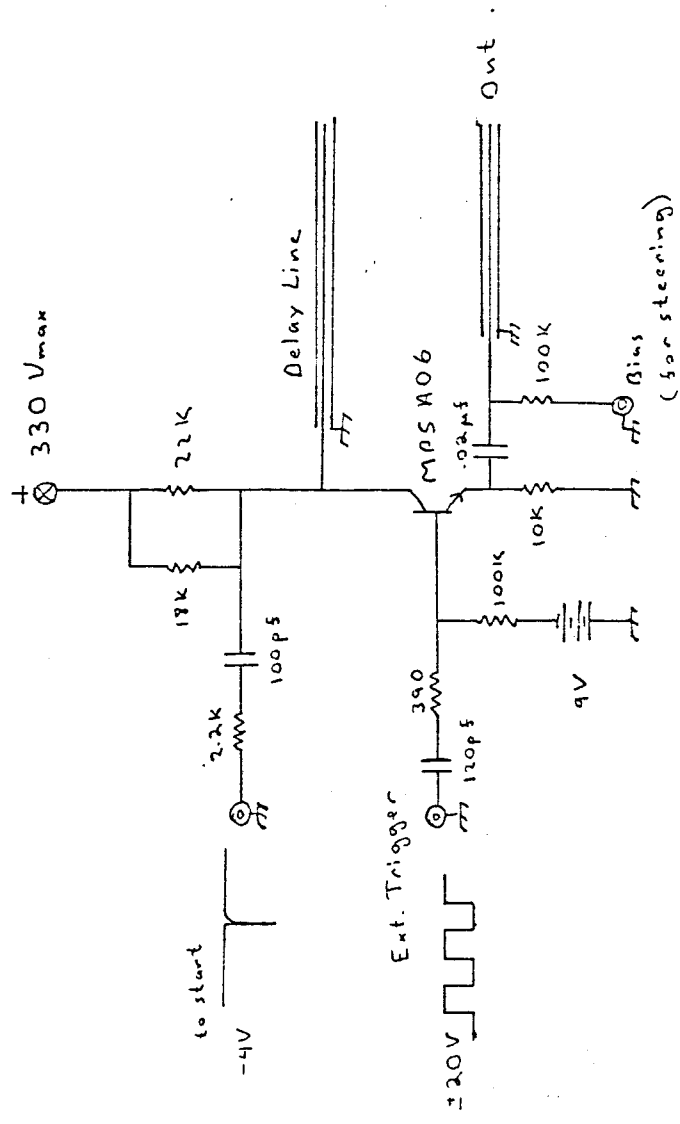 + 330 Vmax
22K
18K
Delay Line
2.2K
100pf
to start
-4V
MPS A06
.02μf
Out
100K
Bias
(for steering)
10K
390
100K
120pf
9V
Ext. Trigger
±20V